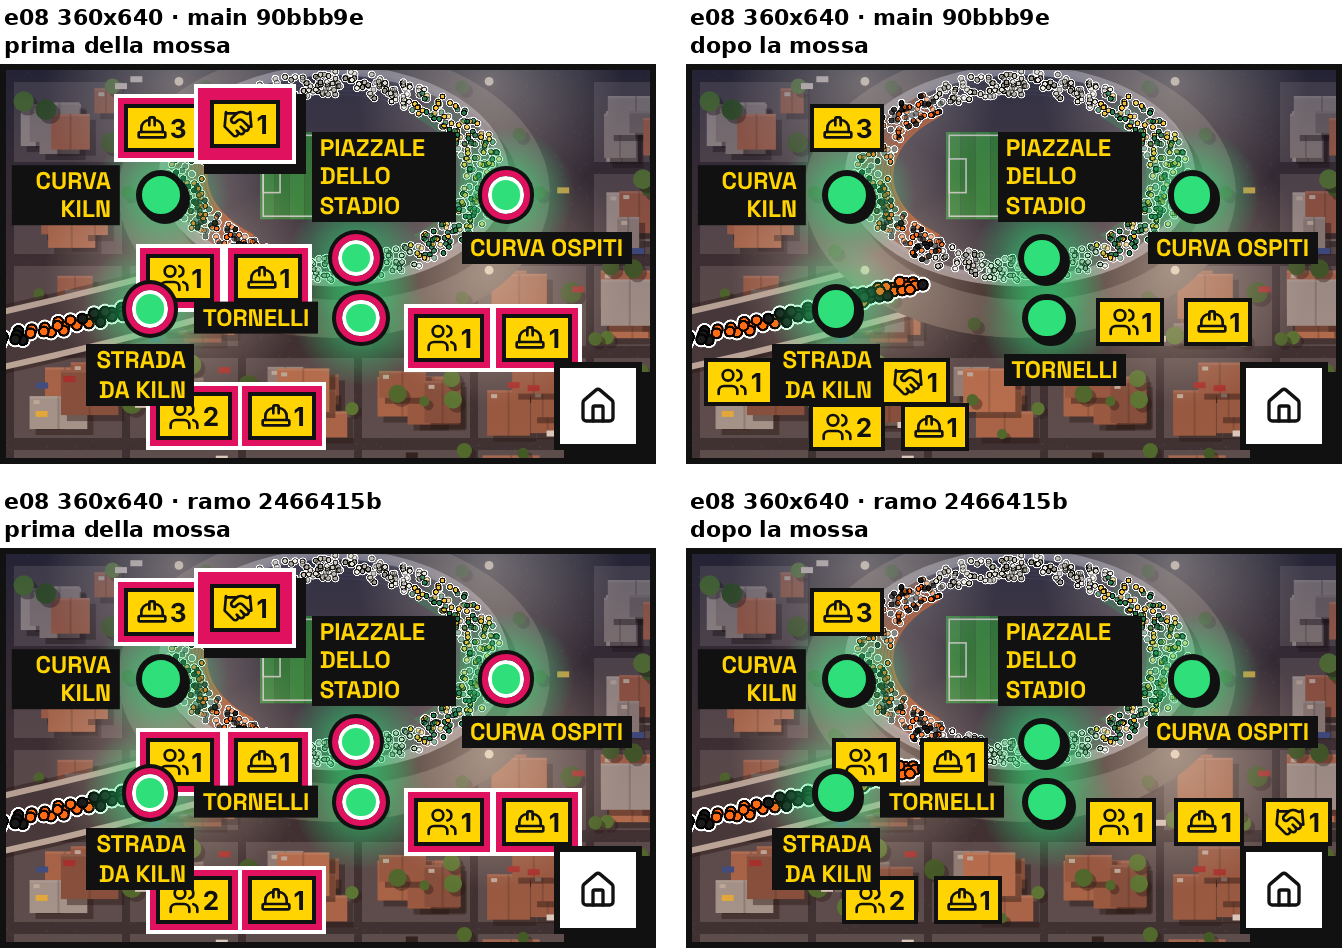 e08 360x640 · main 90bbb9e
prima della mossa
3
1
PIAZZALE
DELLO
STADIO
CURVA
KILN
CURVA OSPITI
1
1
TORNELLI
1
1
STRADA
DA KILN
2
1
e08 360x640 · main 90bbb9e
dopo la mossa
3
PIAZZALE
DELLO
STADIO
CURVA
KILN
CURVA OSPITI
1
1
TORNELLI
1
STRADA
DA KILN
1
2
1
e08 360x640 · ramo 2466415b
prima della mossa
3
1
PIAZZALE
DELLO
STADIO
CURVA
KILN
CURVA OSPITI
1
1
TORNELLI
1
1
STRADA
DA KILN
2
1
e08 360x640 · ramo 2466415b
dopo la mossa
3
PIAZZALE
DELLO
STADIO
CURVA
KILN
CURVA OSPITI
1
1
TORNELLI
1
1
1
STRADA
DA KILN
2
1